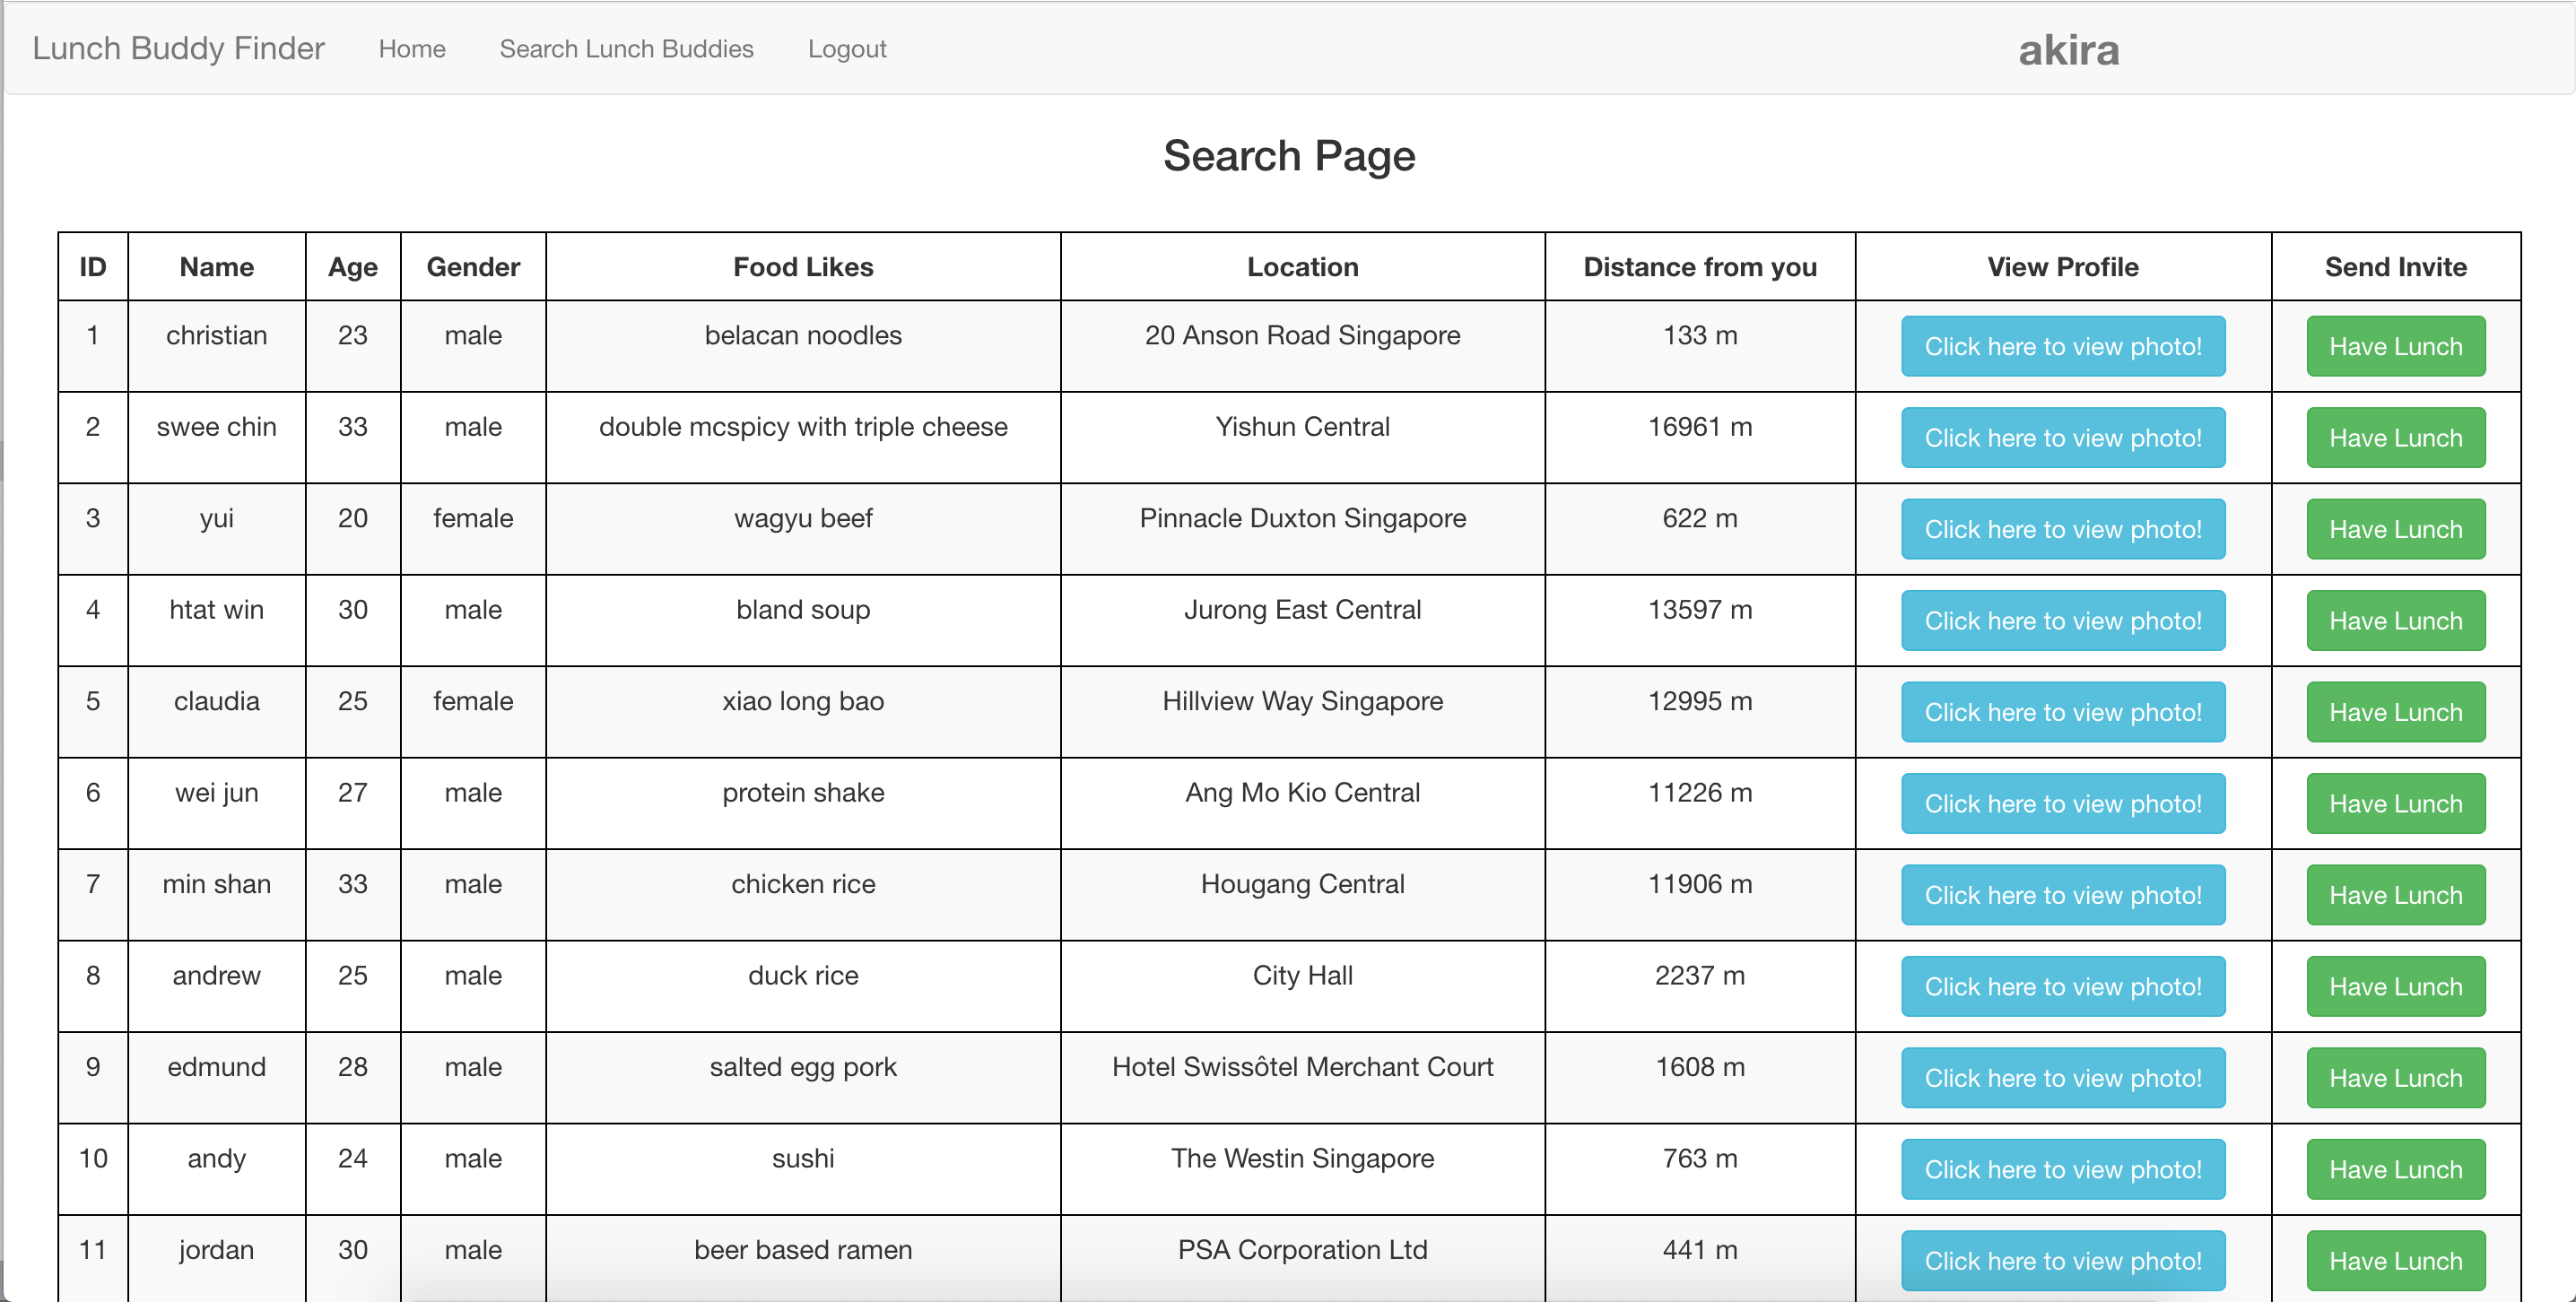 Lunch Buddy Finder Home Search Lunch Buddies Logout akira
Search Page
ID Name Age Gender Food Likes Location Distance from you View Profile Send Invite
1 christian 23 male belacan noodles 20 Anson Road Singapore 133 m Click here to view photo! Have Lunch
2 swee chin 33 male double mcspicy with triple cheese Yishun Central 16961 m Click here to view photo! Have Lunch
3 yui 20 female wagyu beef Pinnacle Duxton Singapore 622 m Click here to view photo! Have Lunch
4 htat win 30 male bland soup Jurong East Central 13597 m Click here to view photo! Have Lunch
5 claudia 25 female xiao long bao Hillview Way Singapore 12995 m Click here to view photo! Have Lunch
6 wei jun 27 male protein shake Ang Mo Kio Central 11226 m Click here to view photo! Have Lunch
7 min shan 33 male chicken rice Hougang Central 11906 m Click here to view photo! Have Lunch
8 andrew 25 male duck rice City Hall 2237 m Click here to view photo! Have Lunch
9 edmund 28 male salted egg pork Hotel Swissôtel Merchant Court 1608 m Click here to view photo! Have Lunch
10 andy 24 male sushi The Westin Singapore 763 m Click here to view photo! Have Lunch
11 jordan 30 male beer based ramen PSA Corporation Ltd 441 m Click here to view photo! Have Lunch